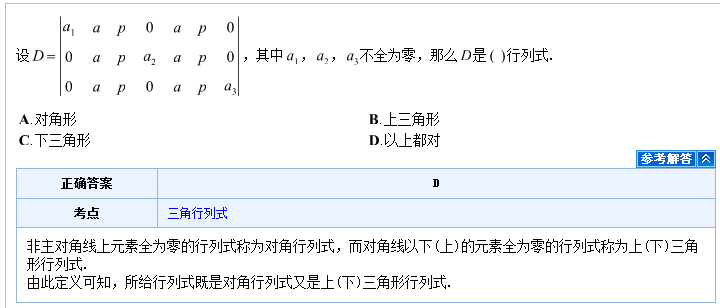 a₁ a p 0 a p 0
设 D = 0 a p a₂ a p 0 ，其中 a₁，a₂，a₃不全为零，那么 D是 ( )行列式.
0 a p 0 a p a₃
A.对角形 B.上三角形
C.下三角形 D.以上都对
参考解答
正确答案 D
考点 三角行列式
非主对角线上元素全为零的行列式称为对角行列式，而对角线以下(上)的元素全为零的行列式称为上(下)三角
形行列式.
由此定义可知，所给行列式既是对角行列式又是上(下)三角形行列式.